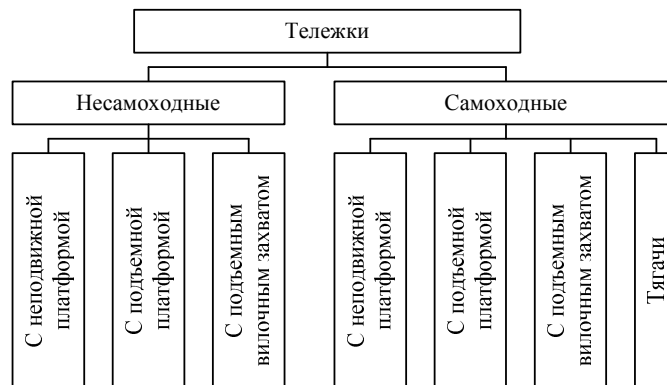 Тележки
Несамоходные
Самоходные
С неподвижной
платформой
С подъемной
платформой
С подъемным
вилочным захватом
С неподвижной
платформой
С подъемной
платформой
С подъемным
вилочным захватом
Тягачи